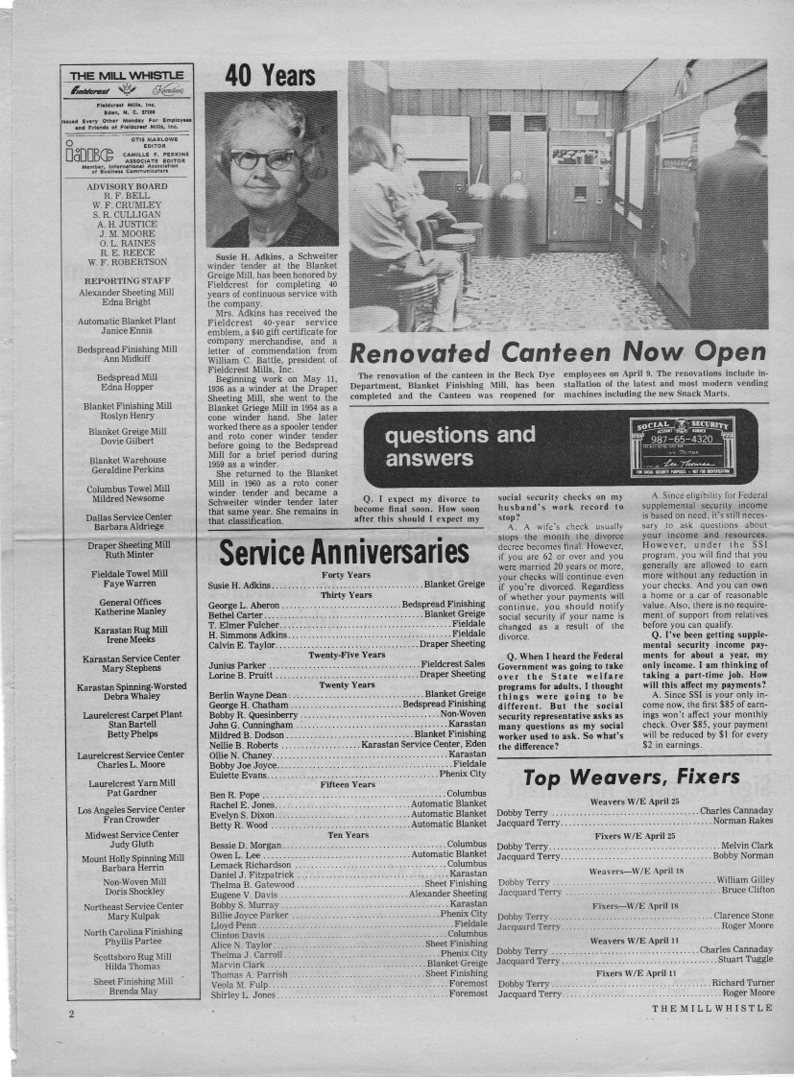 THE MILL WHISTLE
Fieldcrest Karastan
Fieldcrest Mills, Inc.
Eden, N. C. 27288
Issued Every Other Monday For Employees
and Friends of Fieldcrest Mills, Inc.
OTIS MARLOWE
EDITOR
iaBC
CAMILLE F. PERKINS
ASSOCIATE EDITOR
Member, International Association
of Business Communicators
ADVISORY BOARD
R. F. BELL
W. F. CRUMLEY
S. R. CULLIGAN
A. H. JUSTICE
J. M. MOORE
O. L. RAINES
R. E. REECE
W. F. ROBERTSON
REPORTING STAFF
Alexander Sheeting Mill
Edna Bright
Automatic Blanket Plant
Janice Ennis
Bedspread Finishing Mill
Ann Midkiff
Bedspread Mill
Edna Hopper
Blanket Finishing Mill
Roslyn Henry
Blanket Greige Mill
Dovie Gilbert
Blanket Warehouse
Geraldine Perkins
Columbus Towel Mill
Mildred Newsome
Dallas Service Center
Barbara Aldriege
Draper Sheeting Mill
Ruth Minter
Fieldale Towel Mill
Faye Warren
General Offices
Katherine Manley
Karastan Rug Mill
Irene Meeks
Karastan Service Center
Mary Stephens
Karastan Spinning-Worsted
Debra Whaley
Laurelcrest Carpet Plant
Stan Bartell
Betty Phelps
Laurelcrest Service Center
Charles L. Moore
Laurelcrest Yarn Mill
Pat Gardner
Los Angeles Service Center
Fran Crowder
Midwest Service Center
Judy Gluth
Mount Holly Spinning Mill
Barbara Herrin
Non-Woven Mill
Doris Shockley
Northeast Service Center
Mary Kulpak
North Carolina Finishing
Phyllis Parlee
Scottsboro Rug Mill
Hilda Thomas
Sheet Finishing Mill
Brenda May
40 Years
Susie H. Adkins, a Schweiter
winder tender at the Blanket
Greige Mill, has been honored by
Fieldcrest for completing 40
years of continuous service with
the company.
Mrs. Adkins has received the
Fieldcrest 40-year service
emblem, a $40 gift certificate for
company merchandise, and a
letter of commendation from
William C. Battle, president of
Fieldcrest Mills, Inc.
Beginning work on May 11,
1936 as a winder at the Draper
Sheeting Mill, she went to the
Blanket Griege Mill in 1954 as a
cone winder hand. She later
worked there as a spooler tender
and roto coner winder tender
before going to the Bedspread
Mill for a brief period during
1959 as a winder.
She returned to the Blanket
Mill in 1960 as a roto coner
winder tender and became a
Schweiter winder tender later
that same year. She remains in
that classification.
Renovated Canteen Now Open
The renovation of the canteen in the Beck Dye
Department, Blanket Finishing Mill, has been
completed and the Canteen was reopened for
employees on April 9. The renovations include in-
stallation of the latest and most modern vending
machines including the new Snack Marts.
questions and
answers
SOCIAL SECURITY
ACCOUNT NUMBER
987-65-4320
Lee Thomas
FOR SOCIAL SECURITY PURPOSES • NOT FOR IDENTIFICATION
Q. I expect my divorce to
become final soon. How soon
after this should I expect my
social security checks on my
husband's work record to
stop?
A. A wife's check usually
stops the month the divorce
decree becomes final. However,
if you are 62 or over and you
were married 20 years or more,
your checks will continue even
if you're divorced. Regardless
of whether your payments will
continue, you should notify
social security if your name is
changed as a result of the
divorce.
Q. When I heard the Federal
Government was going to take
over the State welfare
programs for adults, I thought
things were going to be
different. But the social
security representative asks as
many questions as my social
worker used to ask. So what's
the difference?
A. Since eligibility for Federal
supplemental security income
is based on need, it's still neces-
sary to ask questions about
your income and resources.
However, under the SSI
program, you will find that you
generally are allowed to earn
more without any reduction in
your checks. And you can own
a home or a car of reasonable
value. Also, there is no require-
ment of support from relatives
before you can qualify.
Q. I've been getting supple-
mental security income pay-
ments for about a year, my
only income. I am thinking of
taking a part-time job. How
will this affect my payments?
A. Since SSI is your only in-
come now, the first $85 of earn-
ings won't affect your monthly
check. Over $85, your payment
will be reduced by $1 for every
$2 in earnings.
Service Anniversaries
Forty Years
Susie H. Adkins Blanket Greige
Thirty Years
George L. Aheron Bedspread Finishing
Bethel Carter Blanket Greige
T. Elmer Fulcher Fieldale
H. Simmons Adkins Fieldale
Calvin E. Taylor Draper Sheeting
Twenty-Five Years
Junius Parker Fieldcrest Sales
Lorine B. Pruitt Draper Sheeting
Twenty Years
Berlin Wayne Dean Blanket Greige
George H. Chatham Bedspread Finishing
Bobby R. Quesinberry Non-Woven
John G. Cunningham Karastan
Mildred B. Dodson Blanket Finishing
Nellie B. Roberts Karastan Service Center, Eden
Ollie N. Chaney Karastan
Bobby Joe Joyce Fieldale
Eulette Evans Phenix City
Fifteen Years
Ben R. Pope Columbus
Rachel E. Jones Automatic Blanket
Evelyn S. Dixon Automatic Blanket
Betty R. Wood Automatic Blanket
Ten Years
Bessie D. Morgan Columbus
Owen L. Lee Automatic Blanket
Lemack Richardson Columbus
Daniel J. Fitzpatrick Karastan
Thelma B. Gatewood Sheet Finishing
Eugene V. Davis Alexander Sheeting
Bobby S. Murray Karastan
Billie Joyce Parker Phenix City
Lloyd Penn Fieldale
Clinton Davis Columbus
Alice N. Taylor Sheet Finishing
Thelma J. Carroll Phenix City
Marvin Clark Blanket Greige
Thomas A. Parrish Sheet Finishing
Veola M. Fulp Foremost
Shirley L. Jones Foremost
Top Weavers, Fixers
Weavers W/E April 25
Dobby Terry Charles Cannaday
Jacquard Terry Norman Rakes
Fixers W/E April 25
Dobby Terry Melvin Clark
Jacquard Terry Bobby Norman
Weavers—W/E April 18
Dobby Terry William Gilley
Jacquard Terry Bruce Clifton
Fixers—W/E April 18
Dobby Terry Clarence Stone
Jacquard Terry Roger Moore
Weavers W/E April 11
Dobby Terry Charles Cannaday
Jacquard Terry Stuart Tuggle
Fixers W/E April 11
Dobby Terry Richard Turner
Jacquard Terry Roger Moore
2
THE MILL WHISTLE